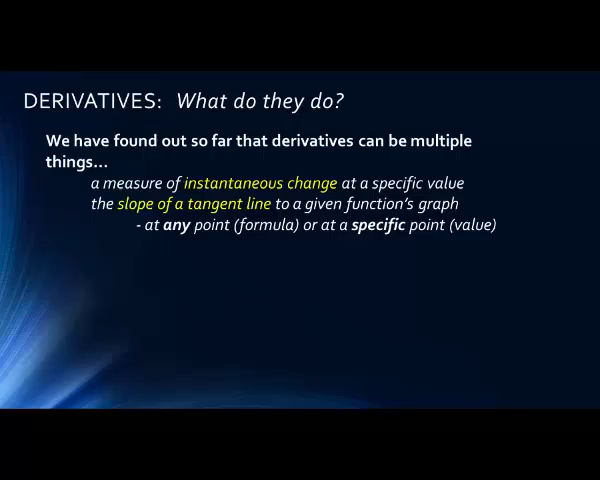 DERIVATIVES: What do they do?
We have found out so far that derivatives can be multiple
things...
a measure of instantaneous change at a specific value
the slope of a tangent line to a given function's graph
- at any point (formula) or at a specific point (value)